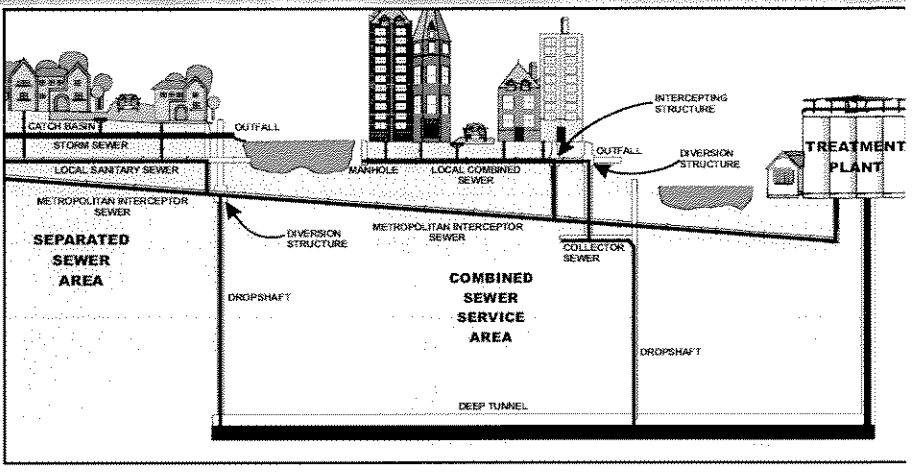 CATCH BASIN
OUTFALL
STORM SEWER
LOCAL SANITARY SEWER
METROPOLITAN INTERCEPTOR
SEWER
SEPARATED
SEWER
AREA
DIVERSION
STRUCTURE
DROPSHAFT
MANHOLE
LOCAL COMBINED
SEWER
METROPOLITAN INTERCEPTOR
SEWER
INTERCEPTING
STRUCTURE
OUTFALL
DIVERSION
STRUCTURE
TREATMENT
PLANT
COLLECTOR
SEWER
COMBINED
SEWER
SERVICE
AREA
DROPSHAFT
DEEP TUNNEL